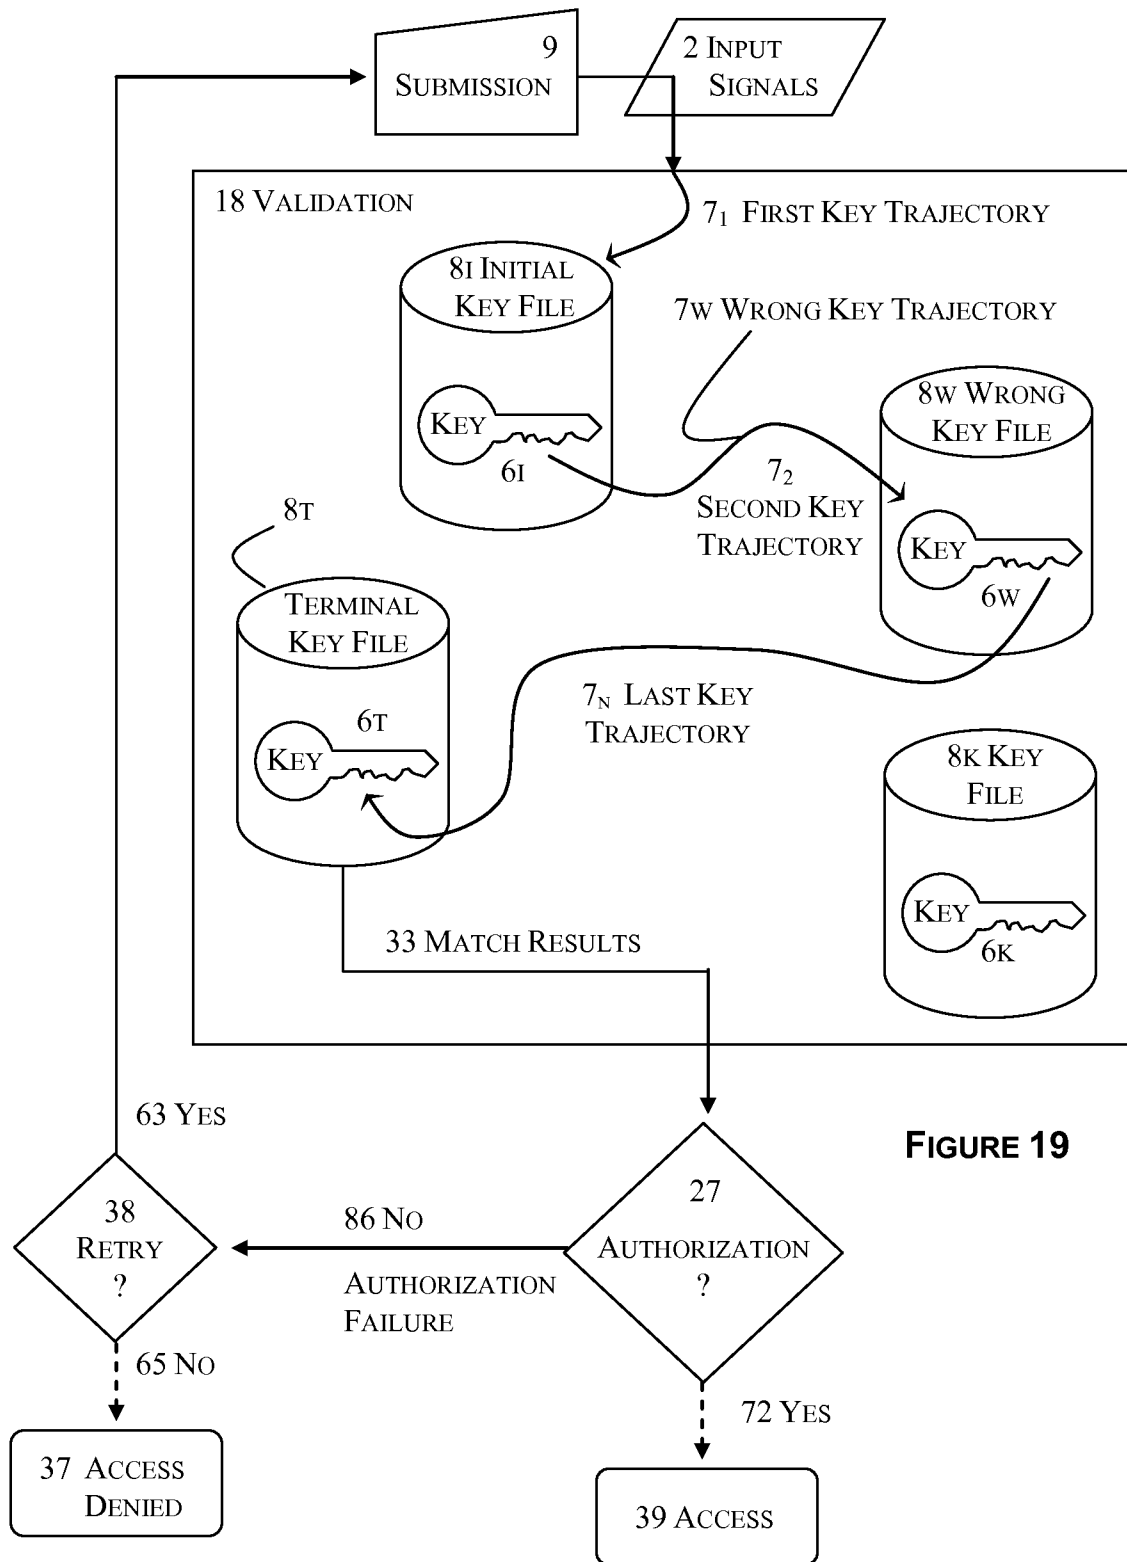 9
SUBMISSION
2 INPUT
SIGNALS
18 VALIDATION
7₁ FIRST KEY TRAJECTORY
8I INITIAL
KEY FILE
7W WRONG KEY TRAJECTORY
8W WRONG
KEY FILE
KEY
6I
7₂
SECOND KEY
TRAJECTORY
8T
KEY
6W
TERMINAL
KEY FILE
7N LAST KEY
TRAJECTORY
6T
KEY
8K KEY
FILE
KEY
6K
33 MATCH RESULTS
63 YES
FIGURE 19
38
RETRY
?
86 NO
AUTHORIZATION
FAILURE
27
AUTHORIZATION
?
65 NO
72 YES
37 ACCESS
DENIED
39 ACCESS